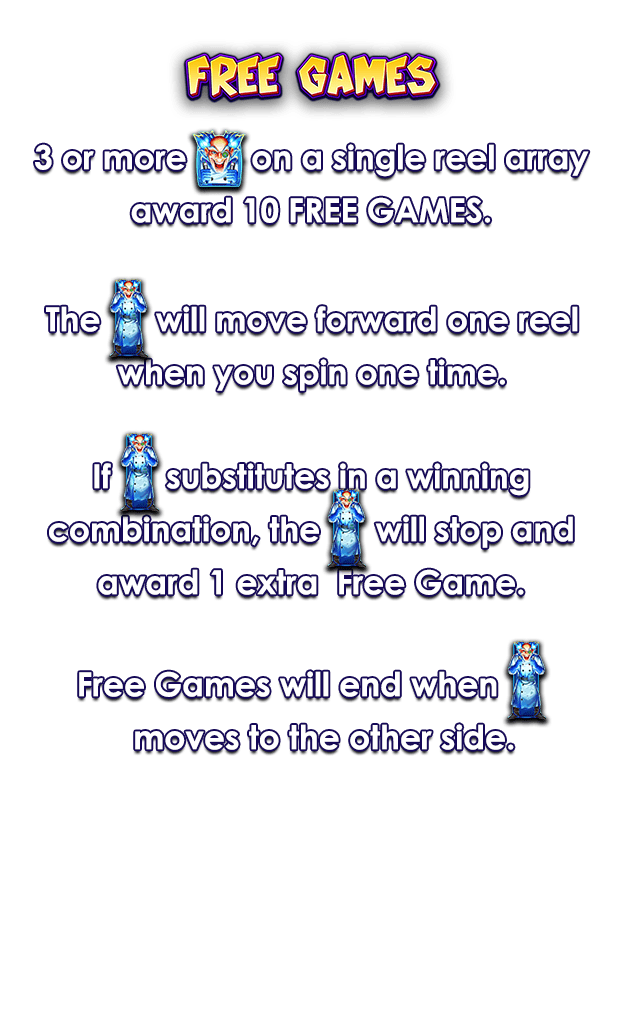 FREE GAMES
3 or more on a single reel array
award 10 FREE GAMES.
The will move forward one reel
when you spin one time.
If substitutes in a winning
combination, the will stop and
award 1 extra Free Game.
Free Games will end when
moves to the other side.